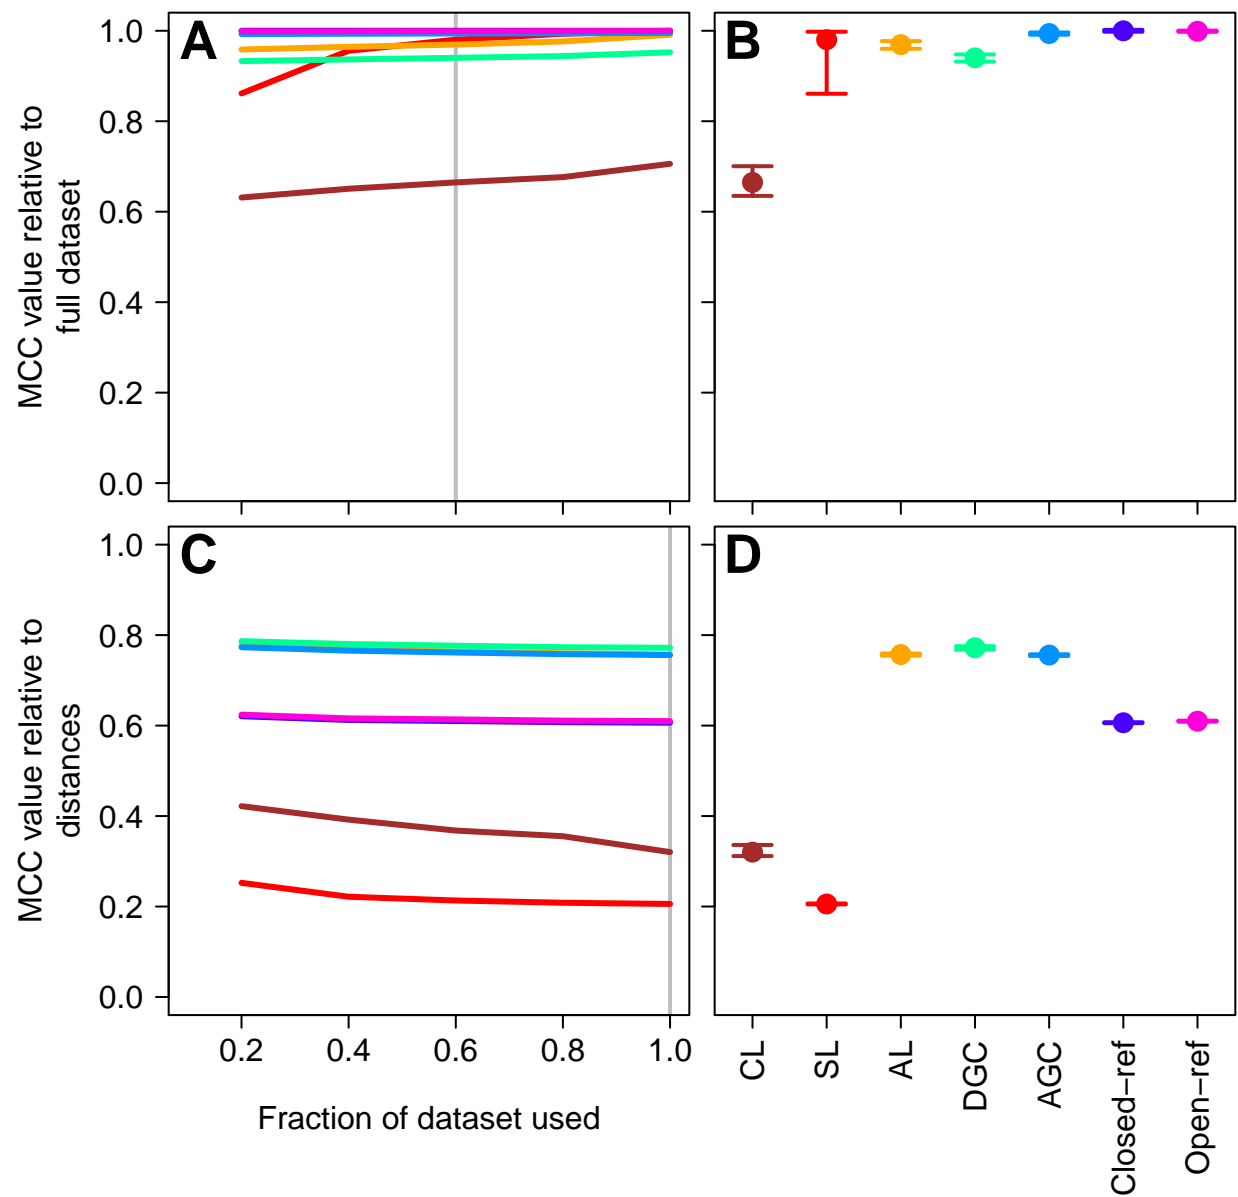 A
B
MCC value relative to
full dataset
1.0
0.8
0.6
0.4
0.2
0.0
C
D
MCC value relative to
distances
1.0
0.8
0.6
0.4
0.2
0.0
0.2 0.4 0.6 0.8 1.0
Fraction of dataset used
CL
SL
AL
DGC
AGC
Closed−ref
Open−ref